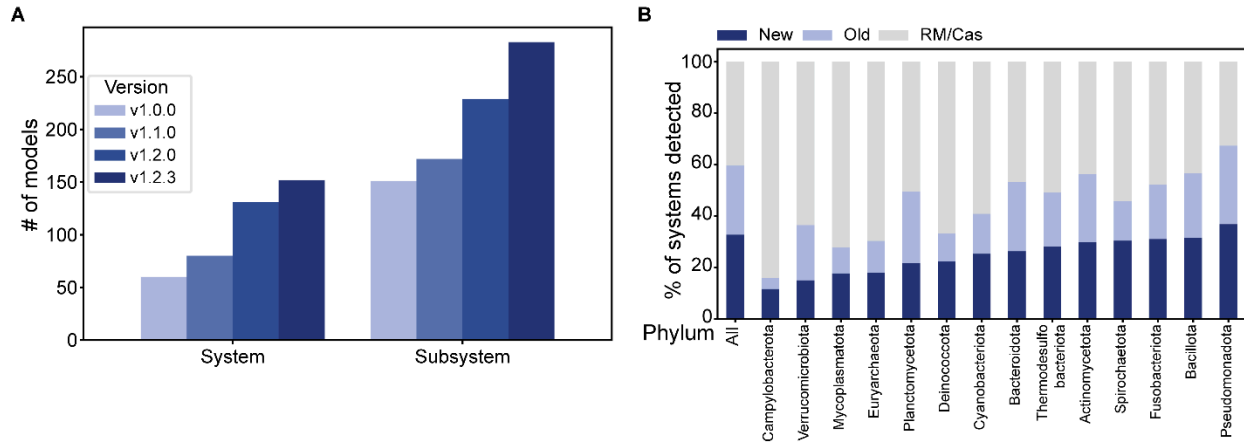 A
# of models
250
200
150
100
50
0
Version
v1.0.0
v1.1.0
v1.2.0
v1.2.3
System
Subsystem
B
New
Old
RM/Cas
% of systems detected
100
80
60
40
20
0
Phylum
All
Campylobacterota
Verrucomicrobiota
Mycoplasmatota
Euryarchaeota
Planctomycetota
Deinococcota
Cyanobacteriota
Bacteroidota
Thermodesulfo
bacteriota
Actinomycetota
Spirochaetota
Fusobacteriota
Bacillota
Pseudomonadota